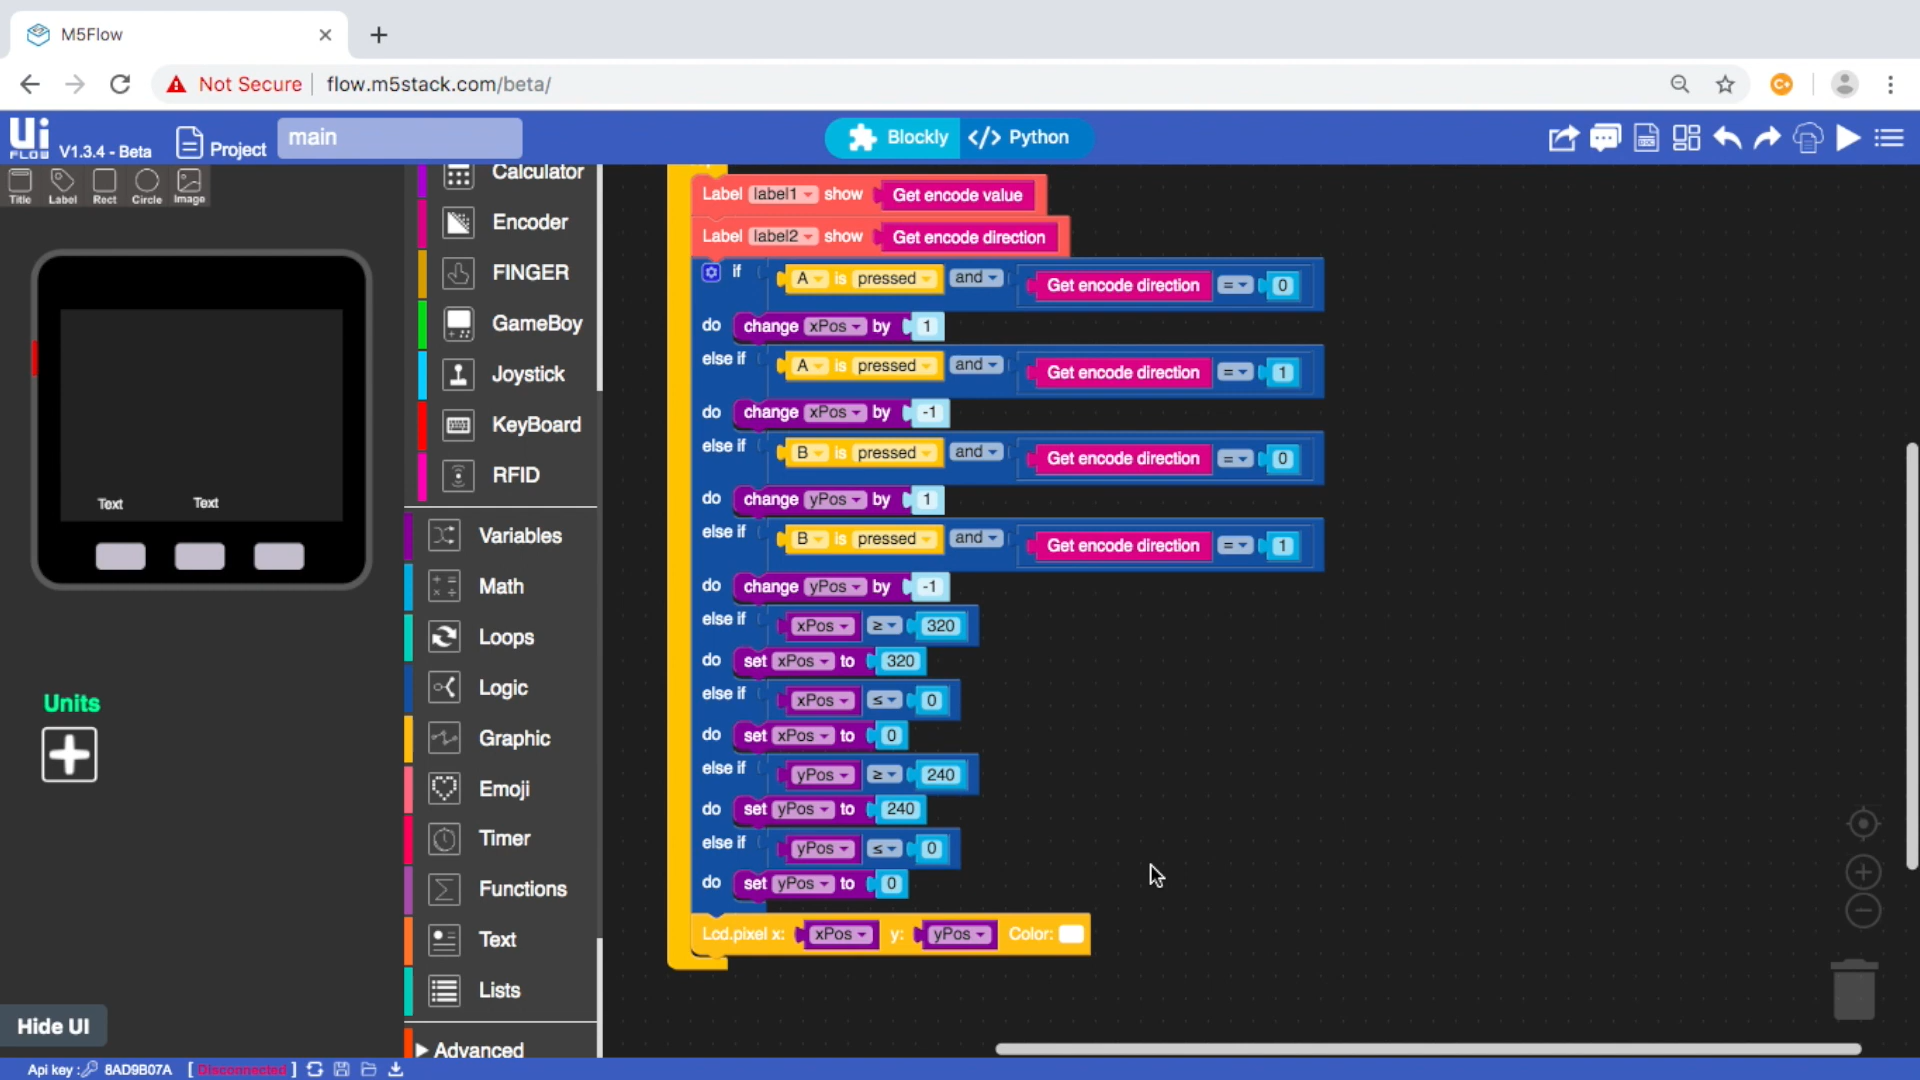 M5Flow
Not Secure
flow.m5stack.com/beta/
Ui
FLOW
V1.3.4 - Beta
Project
main
Blockly
</> Python
Title
Label
Rect
Circle
Image
Text
Text
Units
Hide UI
Calculator
Encoder
FINGER
GameBoy
Joystick
KeyBoard
RFID
Variables
Math
Loops
Logic
Graphic
Emoji
Timer
Functions
Text
Lists
Advanced
Label label1 show Get encode value
Label label2 show Get encode direction
if A is pressed and Get encode direction = 0
do change xPos by 1
else if A is pressed and Get encode direction = 1
do change xPos by -1
else if B is pressed and Get encode direction = 0
do change yPos by 1
else if B is pressed and Get encode direction = 1
do change yPos by -1
else if xPos ≥ 320
do set xPos to 320
else if xPos ≤ 0
do set xPos to 0
else if yPos ≥ 240
do set yPos to 240
else if yPos ≤ 0
do set yPos to 0
Lcd.pixel x: xPos y: yPos Color:
Api key : 8AD9B07A [ Disconnected ]